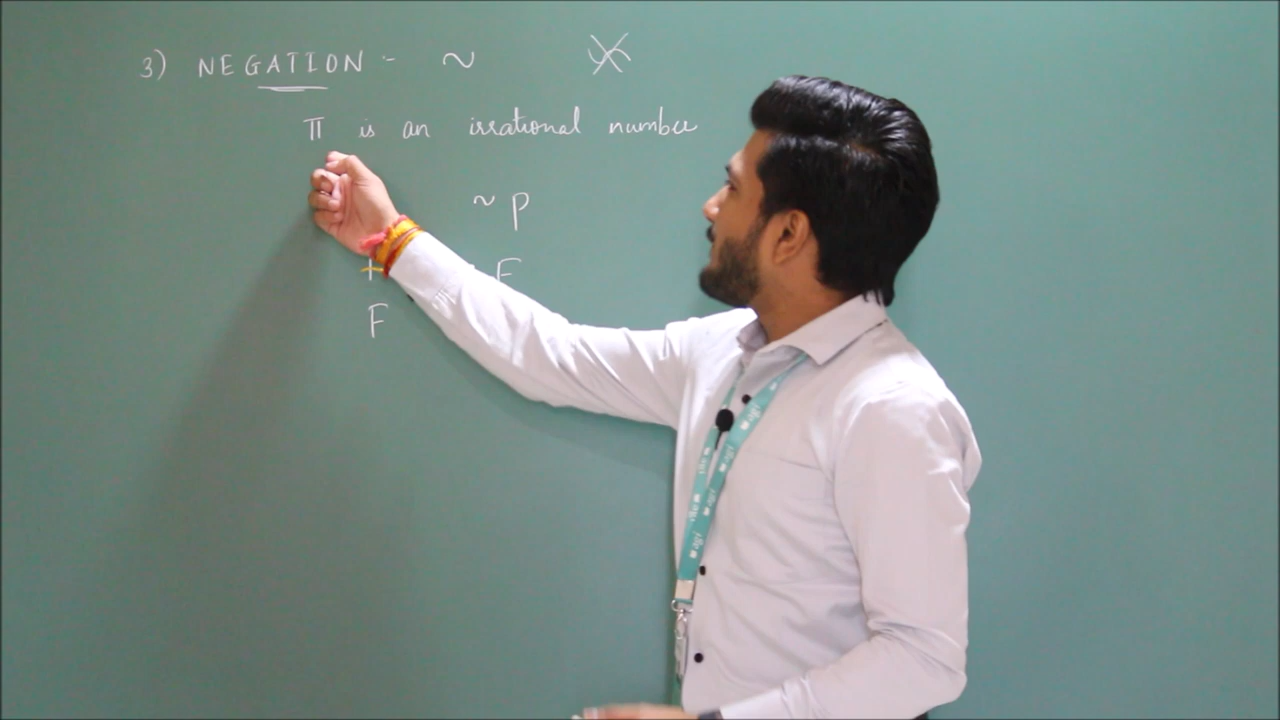 3) NEGATION :- ~
π is an irrational number
~ p
T F
F